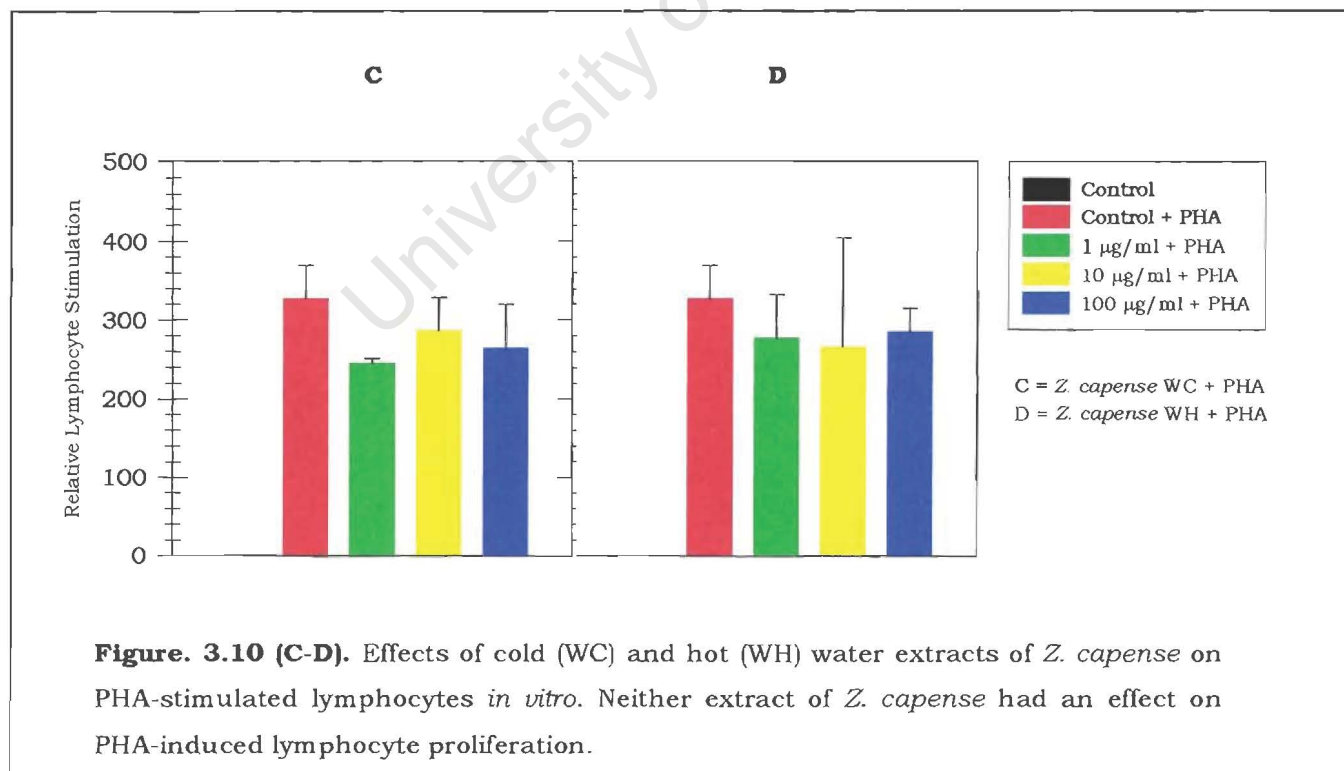 University o
C
D
500
400
300
200
100
0
Relative Lymphocyte Stimulation
Control
Control + PHA
1 µg/ml + PHA
10 µg/ml + PHA
100 µg/ml + PHA
C = Z. capense WC + PHA
D = Z. capense WH + PHA
Figure. 3.10 (C-D). Effects of cold (WC) and hot (WH) water extracts of Z. capense on
PHA-stimulated lymphocytes in vitro. Neither extract of Z. capense had an effect on
PHA-induced lymphocyte proliferation.